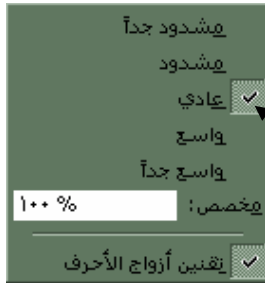 مشدود جداً
مشدود
عادي
واسع
واسع جداً
مخصص: ١٠٠ %
تقنين أزواج الأحرف